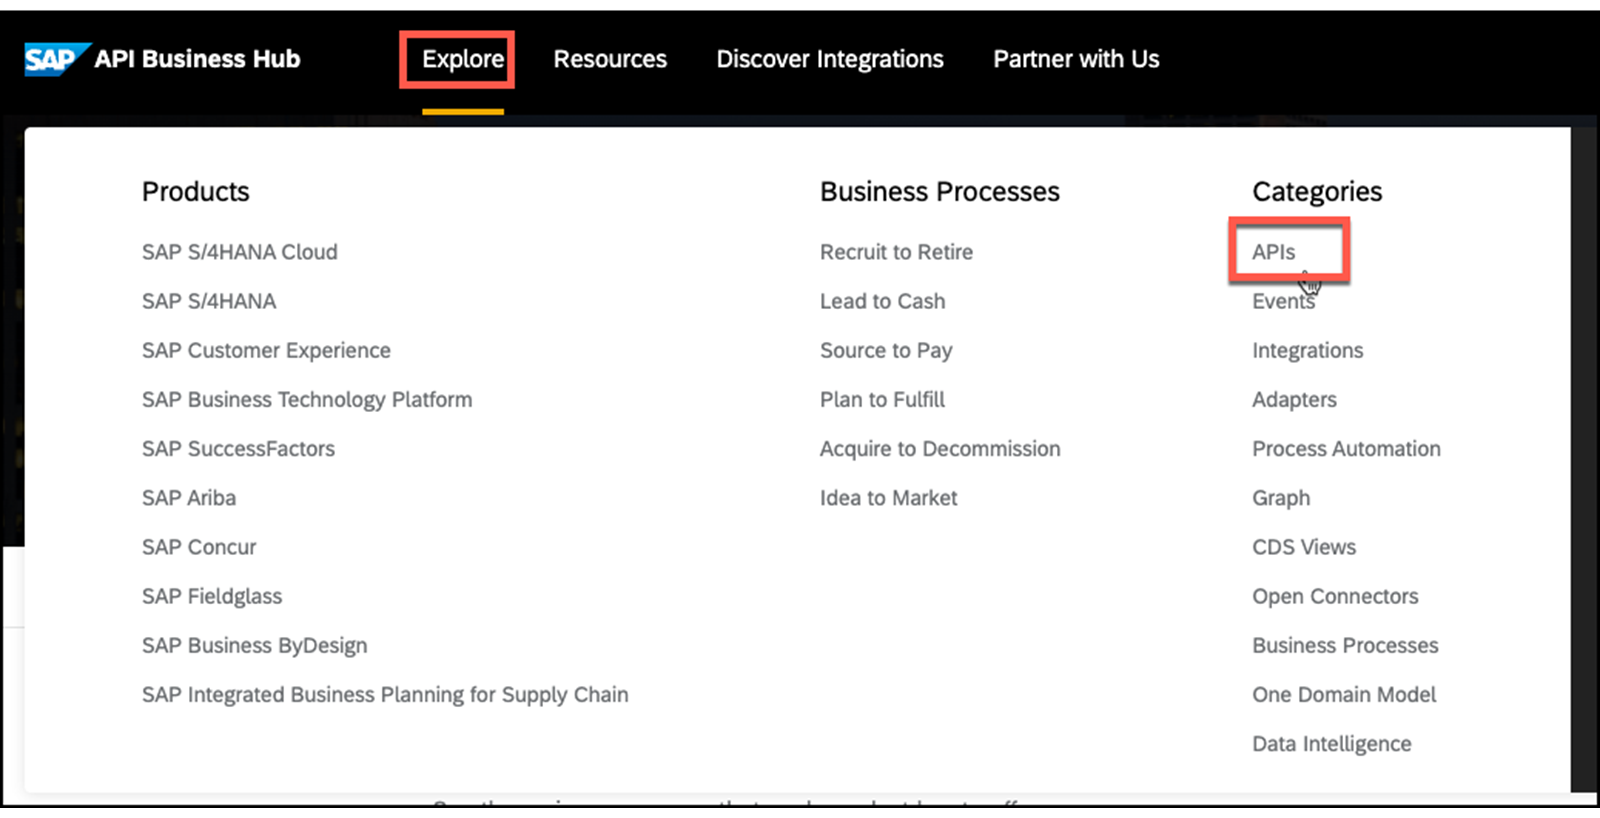 SAP API Business Hub
Explore
Resources
Discover Integrations
Partner with Us
Products
SAP S/4HANA Cloud
SAP S/4HANA
SAP Customer Experience
SAP Business Technology Platform
SAP SuccessFactors
SAP Ariba
SAP Concur
SAP Fieldglass
SAP Business ByDesign
SAP Integrated Business Planning for Supply Chain
Business Processes
Recruit to Retire
Lead to Cash
Source to Pay
Plan to Fulfill
Acquire to Decommission
Idea to Market
Categories
APIs
Events
Integrations
Adapters
Process Automation
Graph
CDS Views
Open Connectors
Business Processes
One Domain Model
Data Intelligence